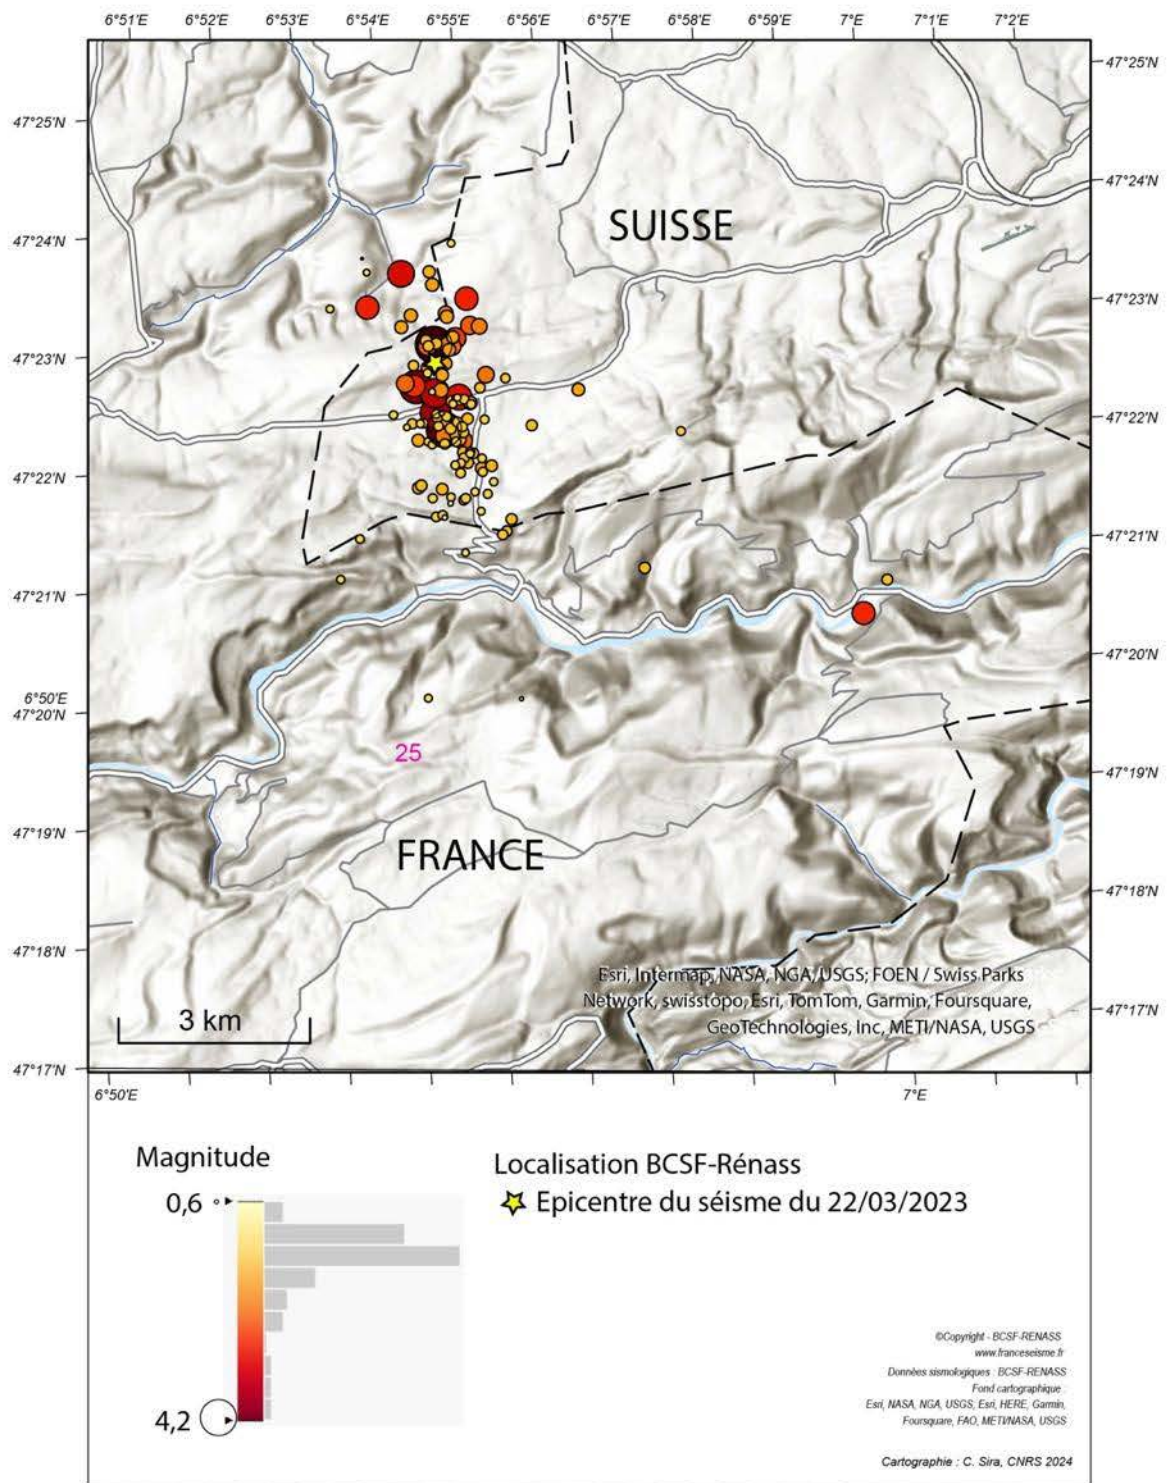 6°51'E 6°52'E 6°53'E 6°54'E 6°55'E 6°56'E 6°57'E 6°58'E 6°59'E 7°E 7°1'E 7°2'E
47°25'N
47°25'N
47°24'N
SUISSE
47°24'N
47°23'N
47°23'N
47°22'N
47°22'N
47°21'N
47°21'N
47°20'N
6°50'E
47°20'N
25
47°19'N
47°19'N
FRANCE
47°18'N
47°18'N
Esri, Intermap, NASA, NGA, USGS; FOEN / Swiss Parks
Network, swisstopo, Esri, TomTom, Garmin, Foursquare,
GeoTechnologies, Inc, METI/NASA, USGS
47°17'N
3 km
47°17'N
6°50'E 7°E
Magnitude
Localisation BCSF-Rénass
0,6
Epicentre du séisme du 22/03/2023
4,2
©Copyright - BCSF-RENASS
www.franceseisme.fr
Données sismologiques : BCSF-RENASS
Fond cartographique :
Esri, NASA, NGA, USGS, Esri, HERE, Garmin,
Foursquare, FAO, METI/NASA, USGS
Cartographie : C. Sira, CNRS 2024